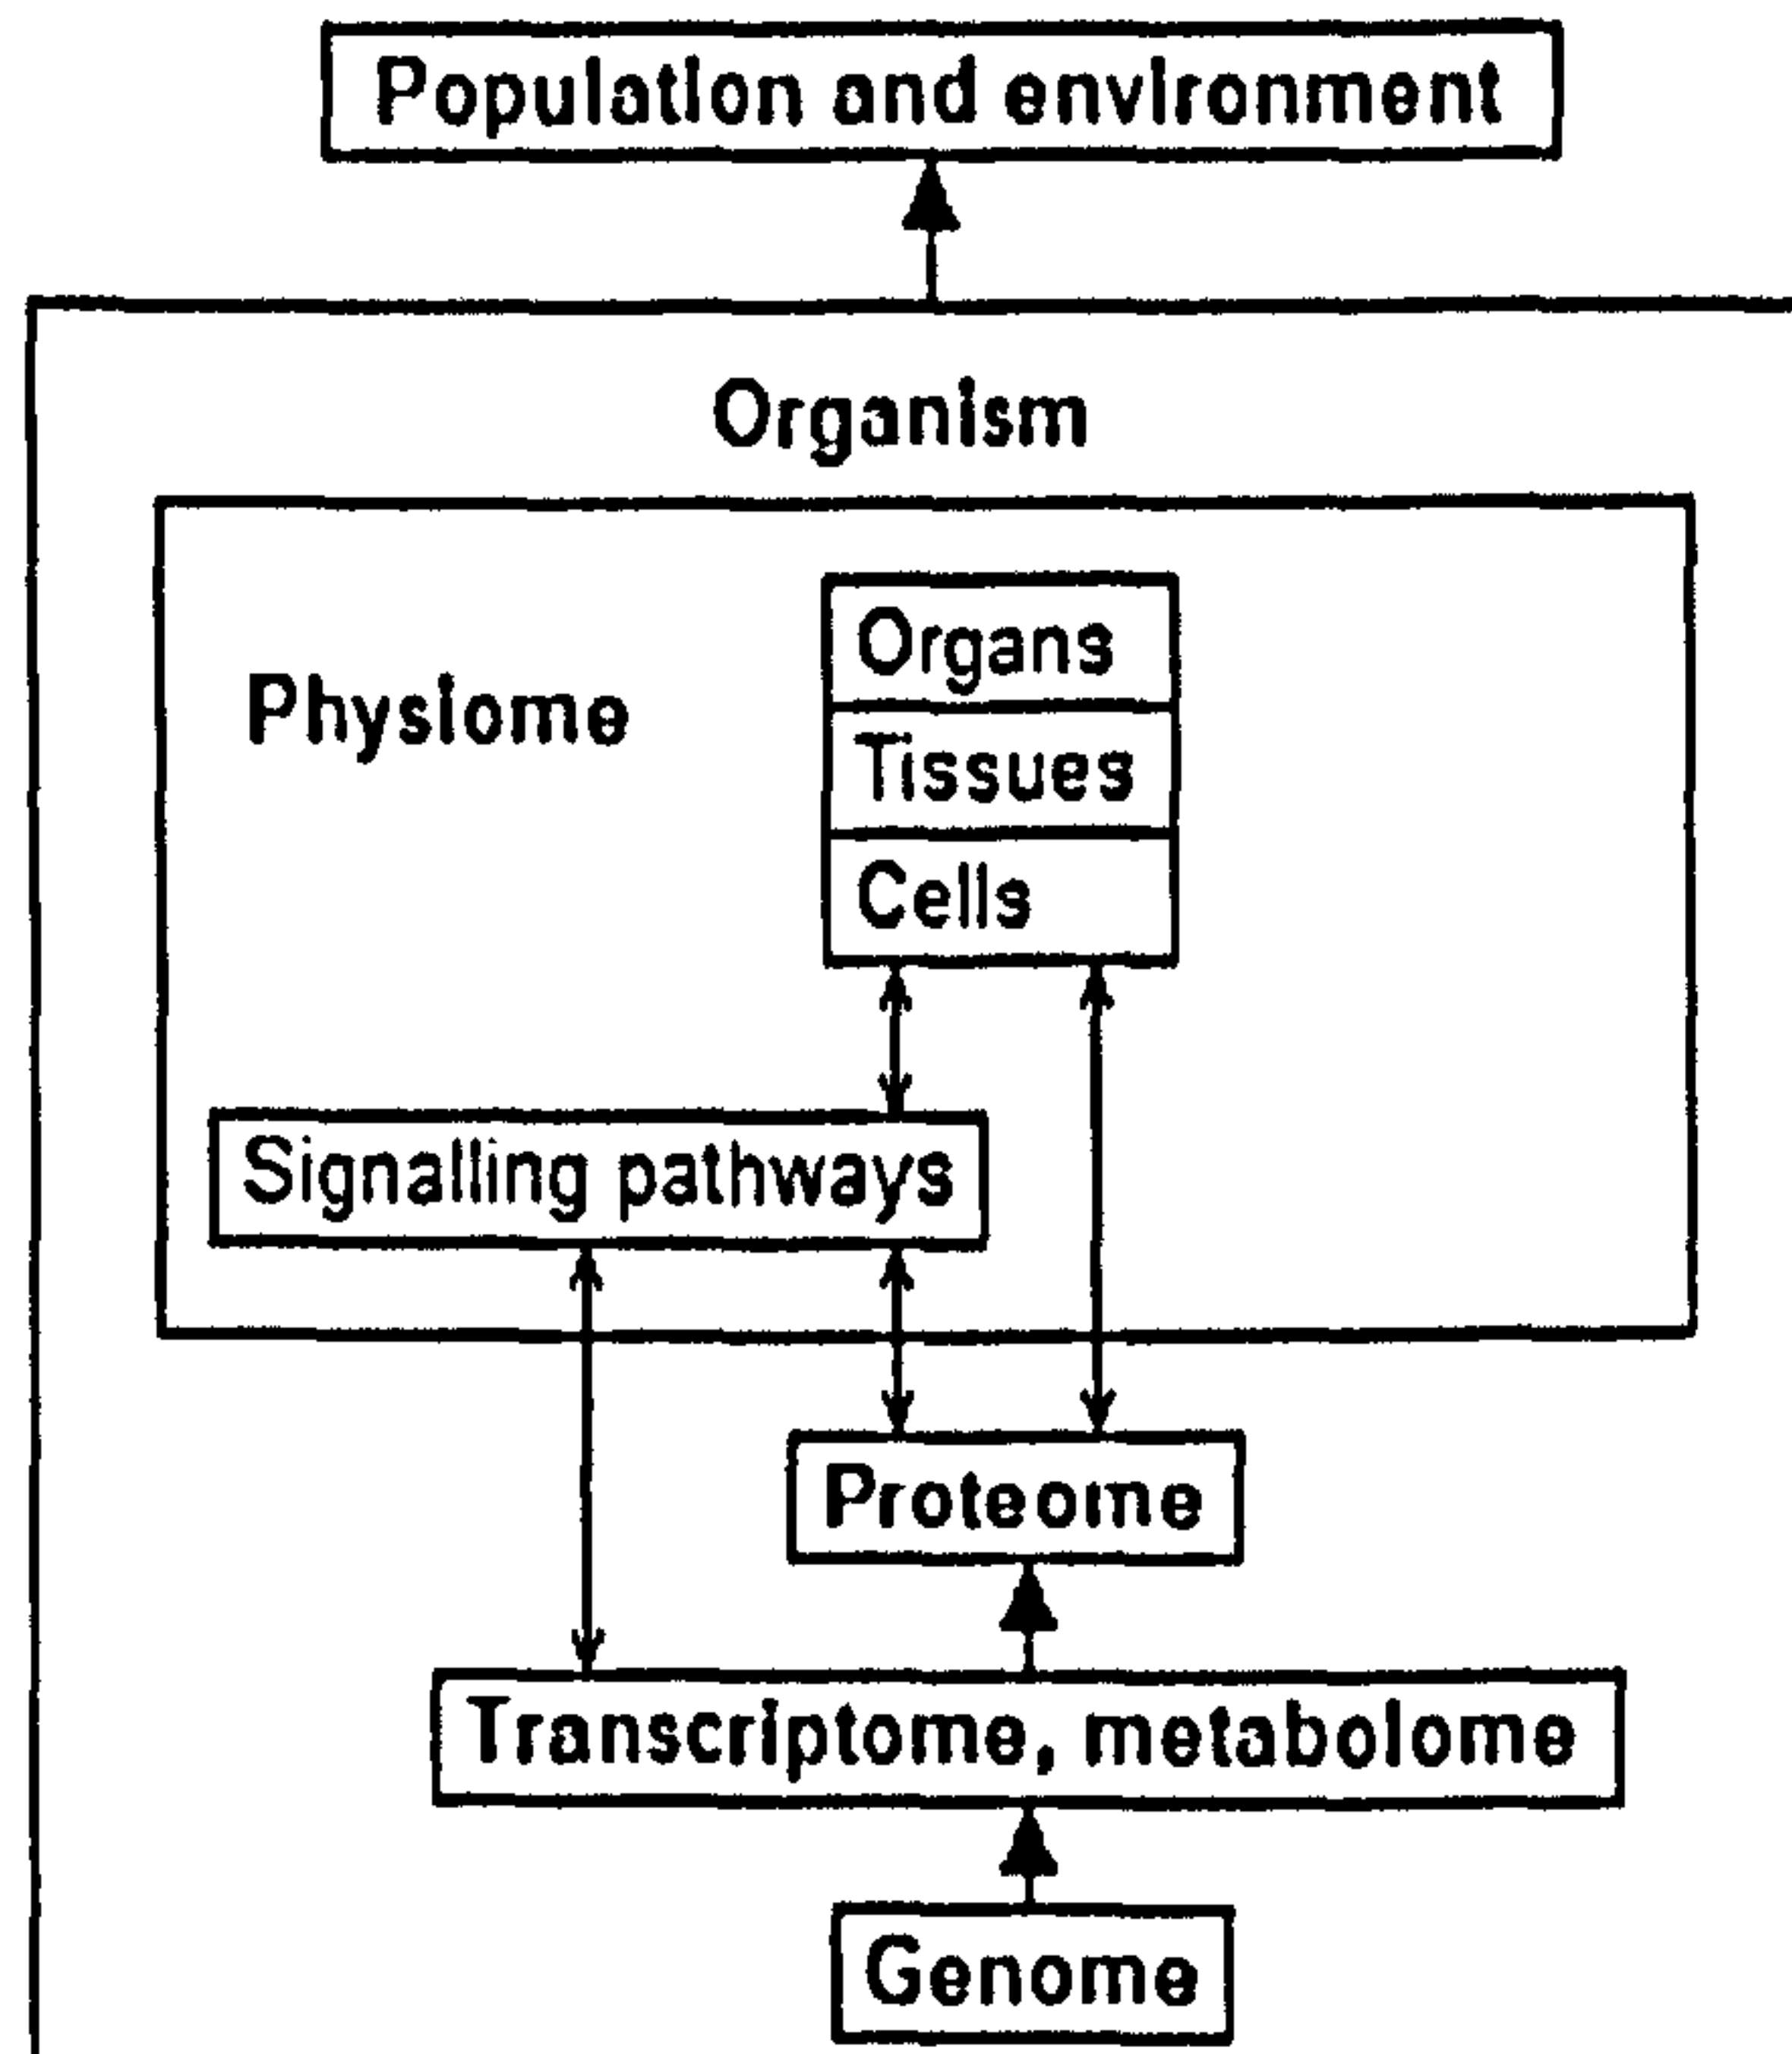 Population and environment
Organism
Organs
Physiome
Tissues
Cells
Signalling pathways
Proteome
Transcriptome, metabolome
Genome